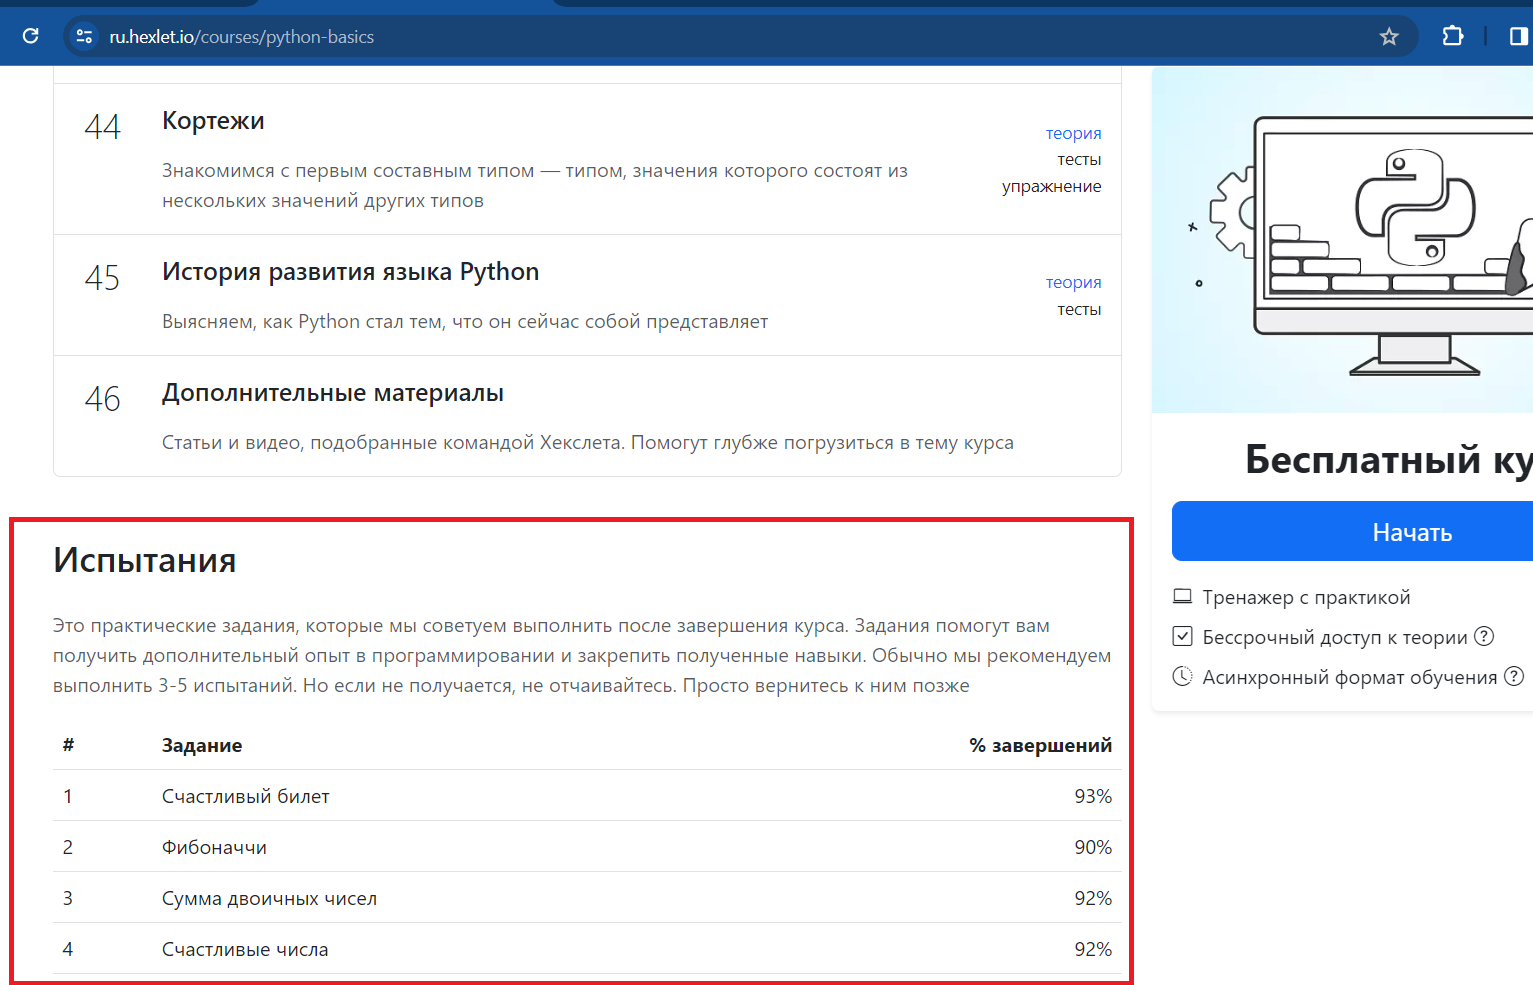 ru.hexlet.io/courses/python-basics
44
Кортежи
Знакомимся с первым составным типом — типом, значения которого состоят из
нескольких значений других типов
теория
тесты
упражнение
45
История развития языка Python
Выясняем, как Python стал тем, что он сейчас собой представляет
теория
тесты
46
Дополнительные материалы
Статьи и видео, подобранные командой Хекслета. Помогут глубже погрузиться в тему курса
Испытания
Это практические задания, которые мы советуем выполнить после завершения курса. Задания помогут вам
получить дополнительный опыт в программировании и закрепить полученные навыки. Обычно мы рекомендуем
выполнить 3-5 испытаний. Но если не получается, не отчаивайтесь. Просто вернитесь к ним позже
# Задание % завершений
1 Счастливый билет 93%
2 Фибоначчи 90%
3 Сумма двоичных чисел 92%
4 Счастливые числа 92%
Бесплатный ку
Начать
Тренажер с практикой
Бессрочный доступ к теории ?
Асинхронный формат обучения ?